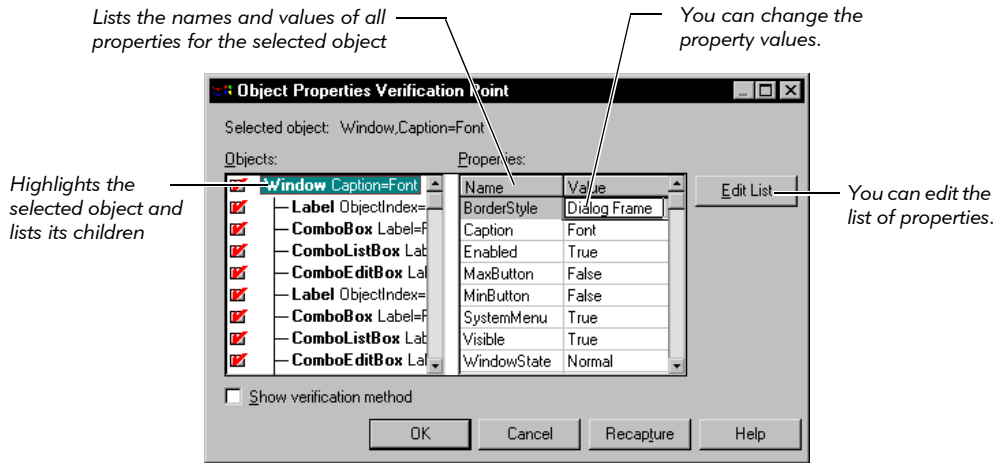 Lists the names and values of all
properties for the selected object
You can change the
property values.
Object Properties Verification Point
Selected object: Window,Caption=Font
Objects:
Properties:
Highlights the
selected object and
lists its children
Window Caption=Font
Label ObjectIndex=
ComboBox Label=F
ComboListBox Lab
ComboEditBox Lal
Label ObjectIndex=
ComboBox Label=F
ComboListBox Lab
ComboEditBox Lal
Name Value
BorderStyle Dialog Frame
Caption Font
Enabled True
MaxButton False
MinButton False
SystemMenu True
Visible True
WindowState Normal
Edit List
You can edit the
list of properties.
Show verification method
OK Cancel Recapture Help